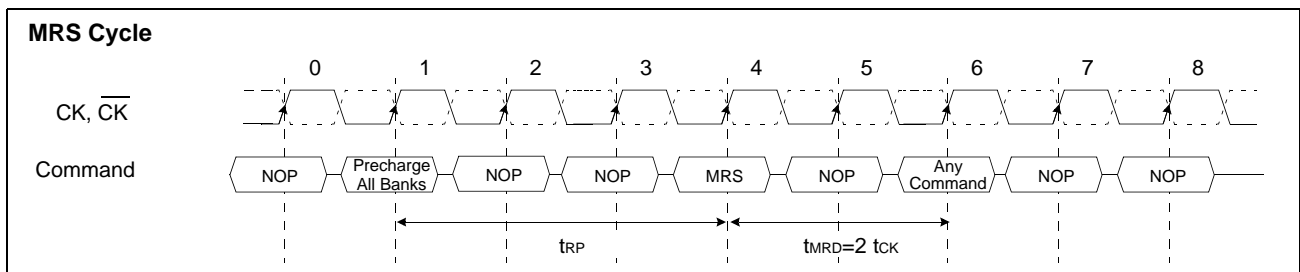 MRS Cycle
0 1 2 3 4 5 6 7 8
CK, C̅K̅
Command
NOP
Precharge
All Banks
NOP
NOP
MRS
NOP
Any
Command
NOP
NOP
tRP
tMRD=2 tCK